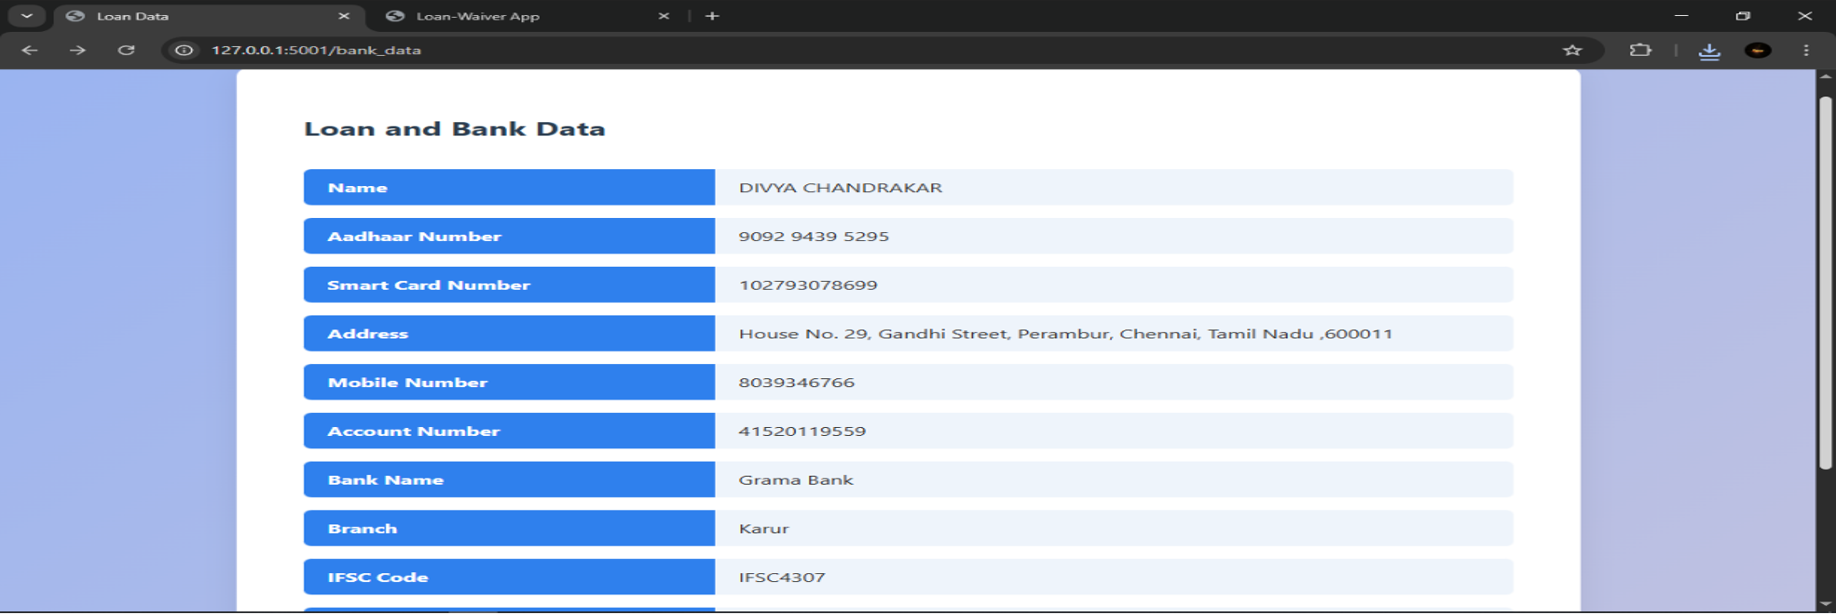 Loan Data
Loan-Waiver App
127.0.0.1:5001/bank_data
Loan and Bank Data
Name DIVYA CHANDRAKAR
Aadhaar Number 9092 9439 5295
Smart Card Number 102793078699
Address House No. 29, Gandhi Street, Perambur, Chennai, Tamil Nadu ,600011
Mobile Number 8039346766
Account Number 41520119559
Bank Name Grama Bank
Branch Karur
IFSC Code IFSC4307